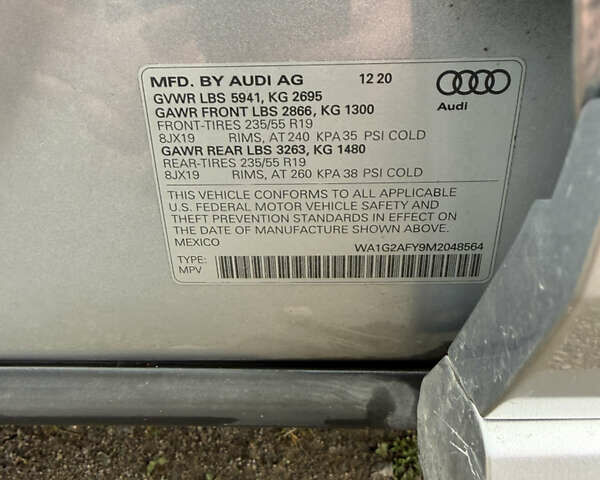 MFD. BY AUDI AG 12 20
GVWR LBS 5941, KG 2695
GAWR FRONT LBS 2866, KG 1300
FRONT-TIRES 235/55 R19
8JX19 RIMS, AT 240 KPA 35 PSI COLD
GAWR REAR LBS 3263, KG 1480
REAR-TIRES 235/55 R19
8JX19 RIMS, AT 260 KPA 38 PSI COLD
Audi
THIS VEHICLE CONFORMS TO ALL APPLICABLE
U.S. FEDERAL MOTOR VEHICLE SAFETY AND
THEFT PREVENTION STANDARDS IN EFFECT ON
THE DATE OF MANUFACTURE SHOWN ABOVE.
MEXICO WA1G2AFY9M2048564
TYPE:
MPV